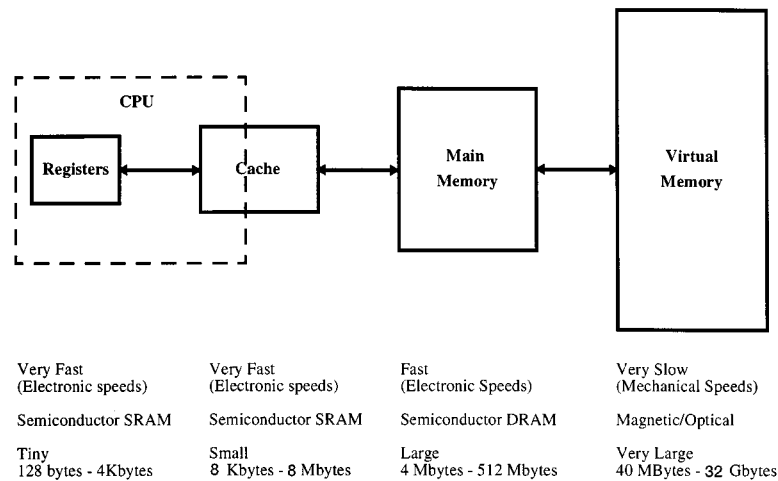 CPU
Registers
Cache
Main
Memory
Virtual
Memory
Very Fast
(Electronic speeds)
Semiconductor SRAM
Tiny
128 bytes - 4Kbytes
Very Fast
(Electronic speeds)
Semiconductor SRAM
Small
8 Kbytes - 8 Mbytes
Fast
(Electronic Speeds)
Semiconductor DRAM
Large
4 Mbytes - 512 Mbytes
Very Slow
(Mechanical Speeds)
Magnetic/Optical
Very Large
40 MBytes - 32 Gbytes